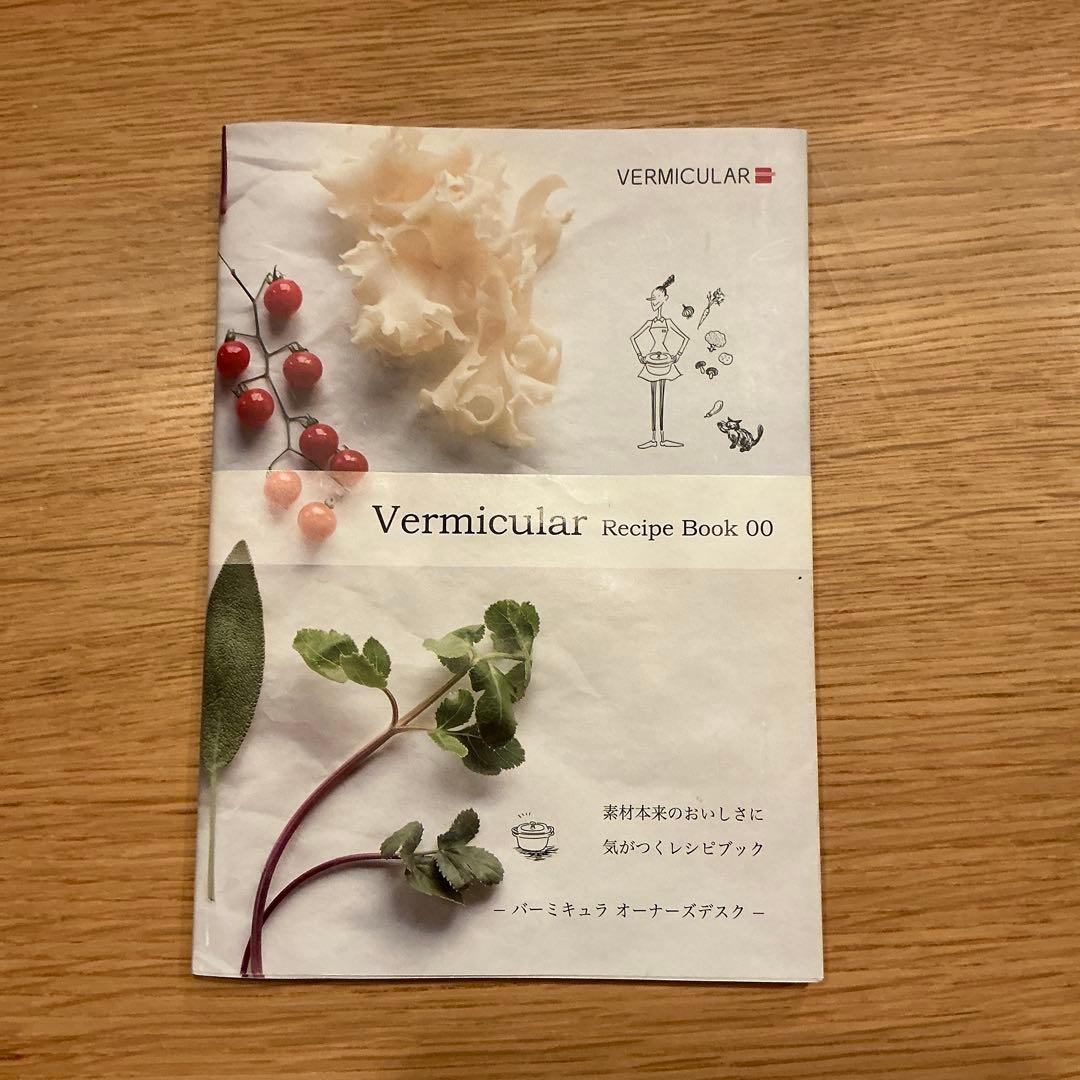 VERMICULAR
Vermicular Recipe Book 00
素材本来のおいしさに
気がつくレシピブック
– バーミキュラ オーナーズデスク –